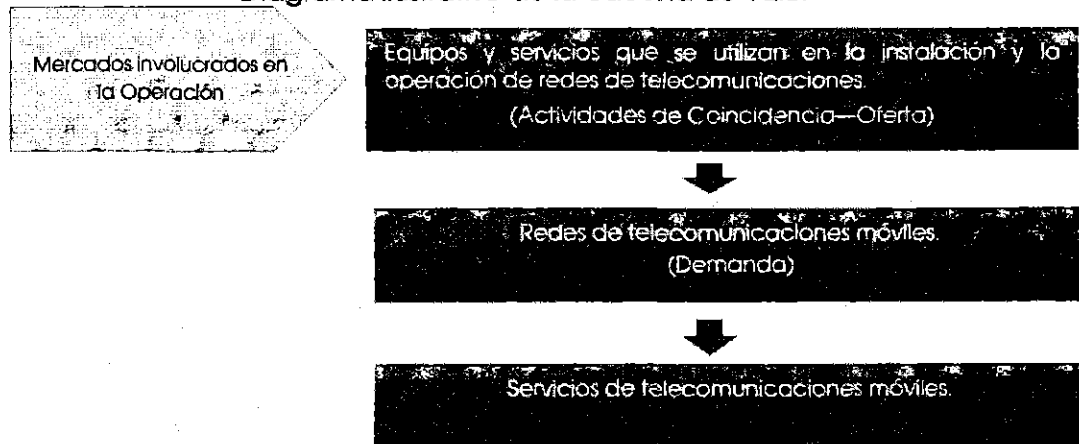 Mercados involucrados en
la Operación
Equipos y servicios que se utilizan en la instalación y la
operación de redes de telecomunicaciones.
(Actividades de Coincidencia—Oferta)
Redes de telecomunicaciones móviles.
(Demanda)
Servicios de telecomunicaciones móviles.